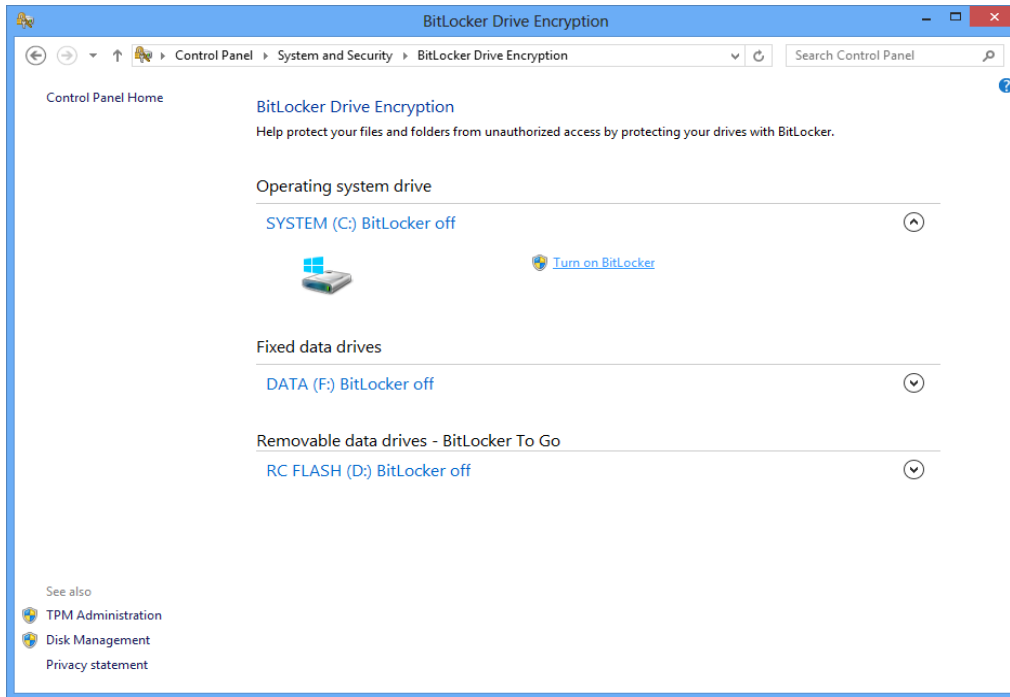 BitLocker Drive Encryption
Control Panel System and Security BitLocker Drive Encryption
Search Control Panel
Control Panel Home
BitLocker Drive Encryption
Help protect your files and folders from unauthorized access by protecting your drives with BitLocker.
Operating system drive
SYSTEM (C:) BitLocker off
Turn on BitLocker
Fixed data drives
DATA (F:) BitLocker off
Removable data drives - BitLocker To Go
RC FLASH (D:) BitLocker off
See also
TPM Administration
Disk Management
Privacy statement